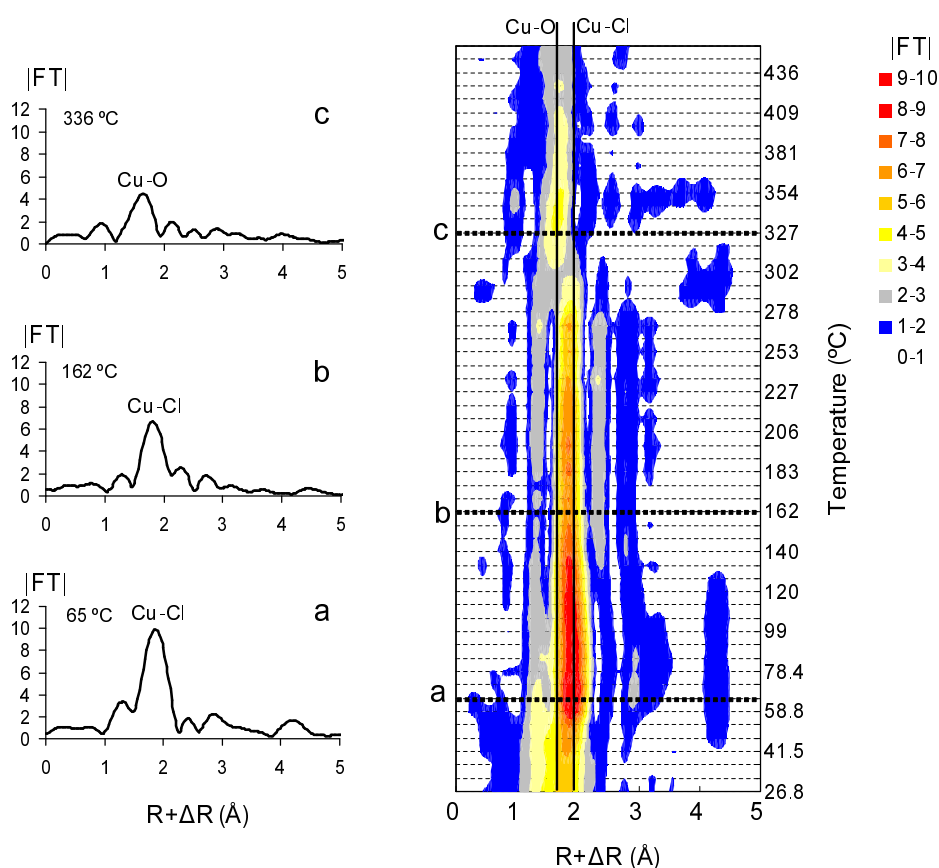 |FT|
12
10
8
6
4
2
0
336 ºC
c
Cu-O
0 1 2 3 4 5
|FT|
12
10
8
6
4
2
0
162 ºC
b
Cu-Cl
0 1 2 3 4 5
|FT|
12
10
8
6
4
2
0
65 ºC
a
Cu-Cl
0 1 2 3 4 5
R+ΔR (Å)
Cu-O Cu-Cl
c
b
a
436
409
381
354
327
302
278
253
227
206
183
162
140
120
99
78.4
58.8
41.5
26.8
Temperature (ºC)
0 1 2 3 4 5
R+ΔR (Å)
|FT|
9-10
8-9
7-8
6-7
5-6
4-5
3-4
2-3
1-2
0-1